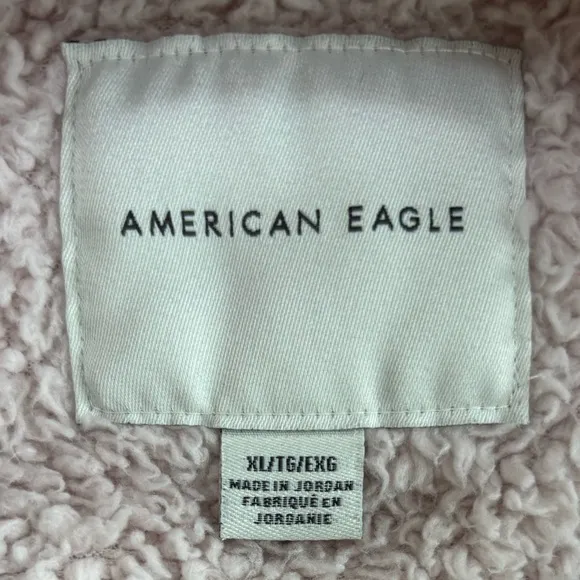 AMERICAN EAGLE
XL/TG/EXG
MADE IN JORDAN
FABRIQUÉ EN
JORDANIE